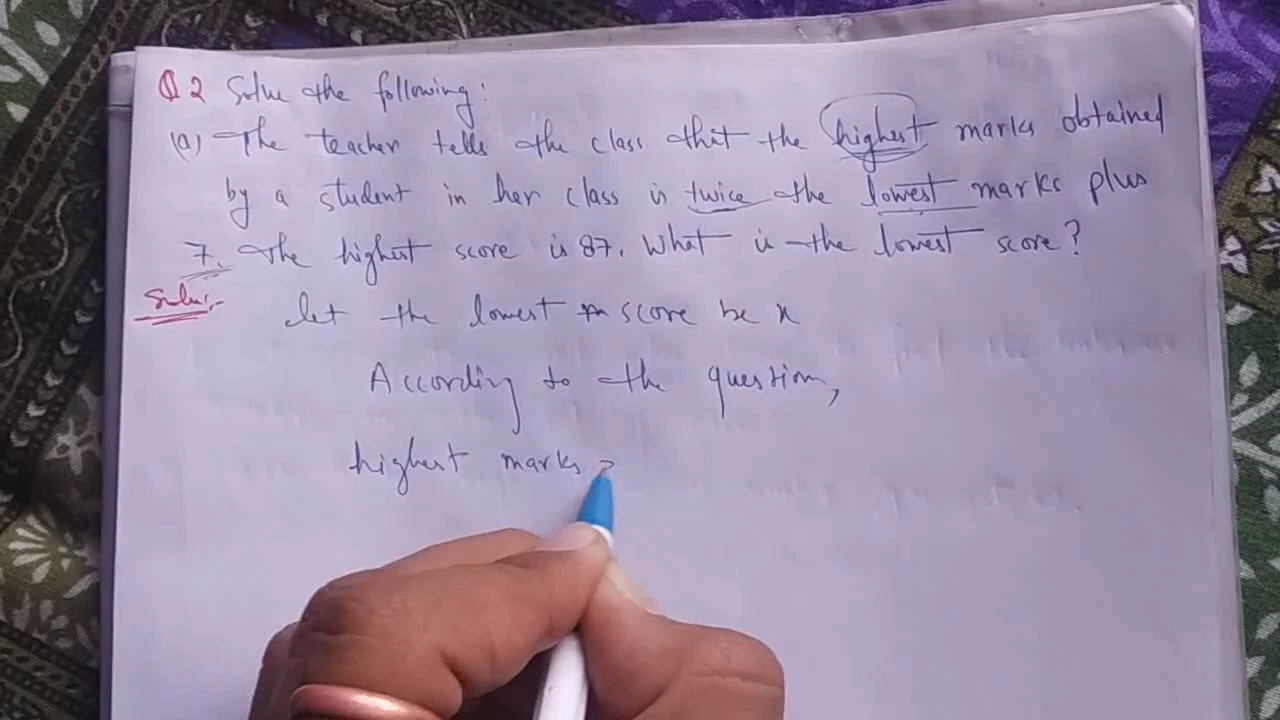 Q2 Solve the following:
(a) The teacher tells the class that the highest marks obtained
by a student in her class is twice the lowest marks plus
7. The highest score is 87. What is the lowest score?
Soln:-
let the lowest score be x
According to the question,
highest marks =